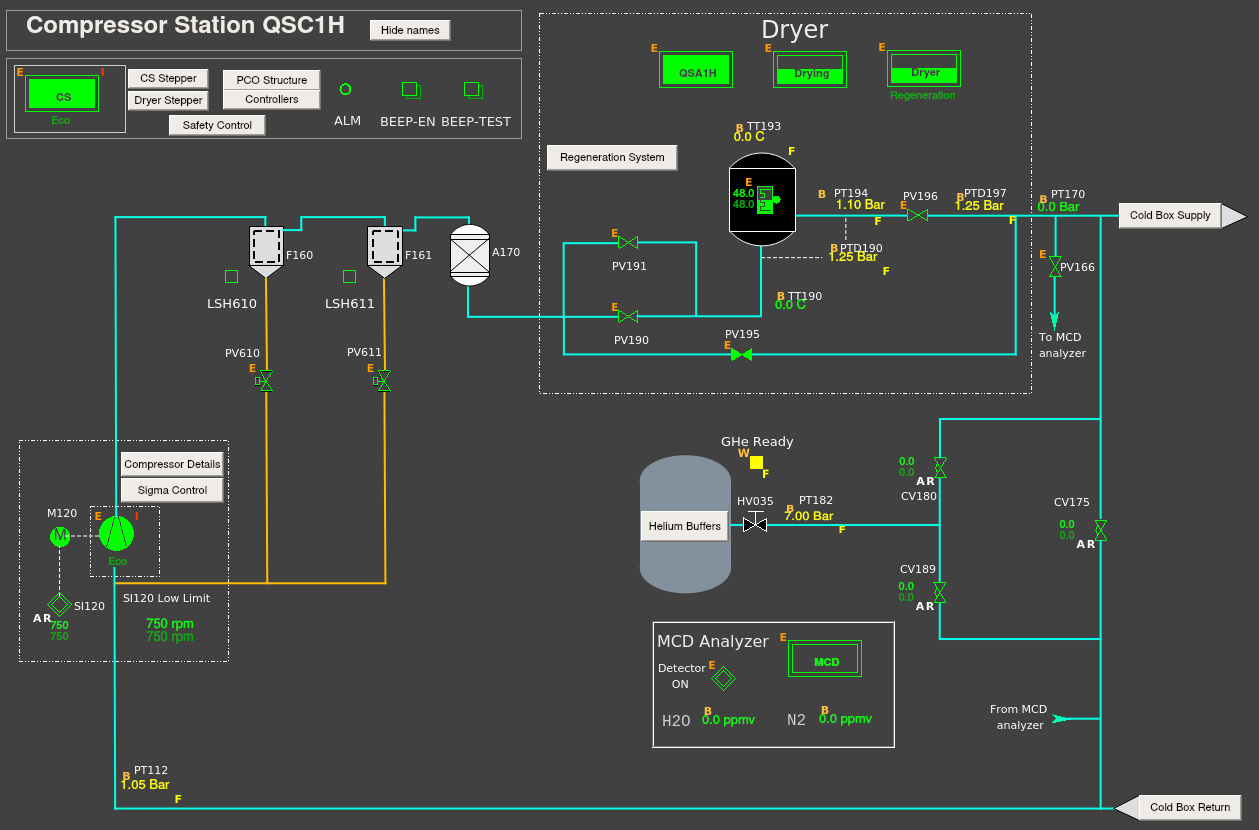 Compressor Station QSC1H
Hide names
E
I
CS
Eco
CS Stepper
Dryer Stepper
PCO Structure
Controllers
Safety Control
ALM
BEEP-EN
BEEP-TEST
Dryer
E
QSA1H
E
Drying
E
Dryer
Regeneration
Regeneration System
B TT193
0.0 C
F
E
48.0
48.0
B PT194
1.10 Bar
F
PV196
E
B PTD197
1.25 Bar
F
B PT170
0.0 Bar
Cold Box Supply
B PTD190
1.25 Bar
F
B TT190
0.0 C
E
PV191
E
PV190
PV195
E
E
PV166
To MCD
analyzer
F160
F161
A170
LSH610
LSH611
PV610
E
PV611
E
Compressor Details
Sigma Control
M120
M
E
I
Eco
SI120
AR
750
750
SI120 Low Limit
750 rpm
750 rpm
GHe Ready
W
F
Helium Buffers
HV035
PT182
B
7.00 Bar
F
0.0
0.0
AR
CV180
CV175
0.0
0.0
AR
CV189
0.0
0.0
AR
MCD Analyzer
E
MCD
Detector
ON
E
H2O
B
0.0 ppmv
N2
B
0.0 ppmv
From MCD
analyzer
B PT112
1.05 Bar
F
Cold Box Return